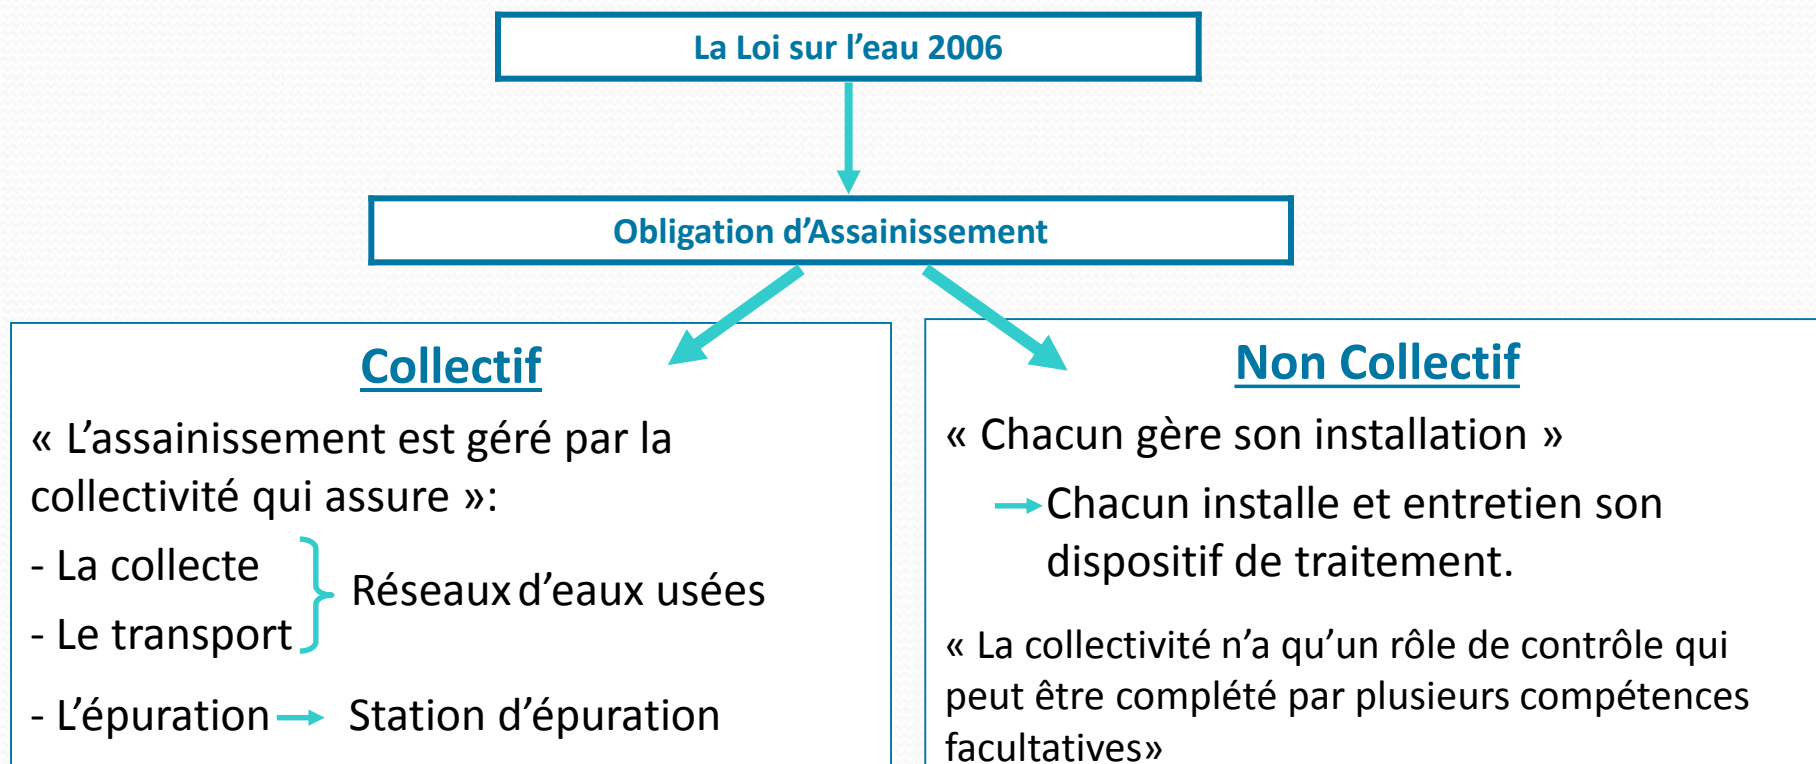 La Loi sur l’eau 2006
Obligation d’Assainissement
Collectif
« L’assainissement est géré par la
collectivité qui assure »:
- La collecte
- Le transport
Réseaux d’eaux usées
- L’épuration
Station d’épuration
Non Collectif
« Chacun gère son installation »
Chacun installe et entretien son
dispositif de traitement.
« La collectivité n’a qu’un rôle de contrôle qui
peut être complété par plusieurs compétences
facultatives»